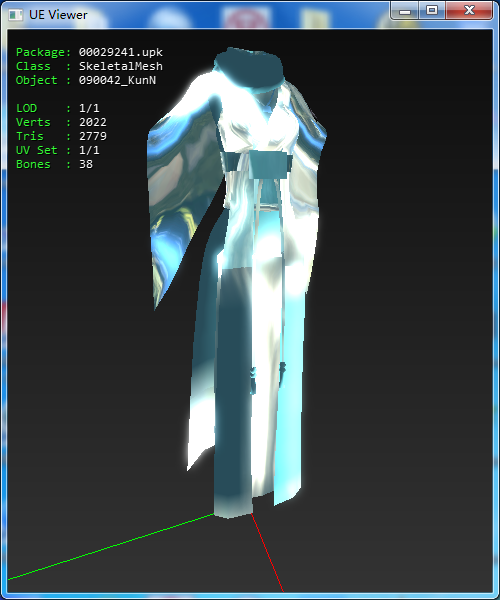 UE Viewer
Package: 00029241.upk
Class : SkeletalMesh
Object : 090042_KunN
LOD : 1/1
Verts : 2022
Tris : 2779
UV Set : 1/1
Bones : 38